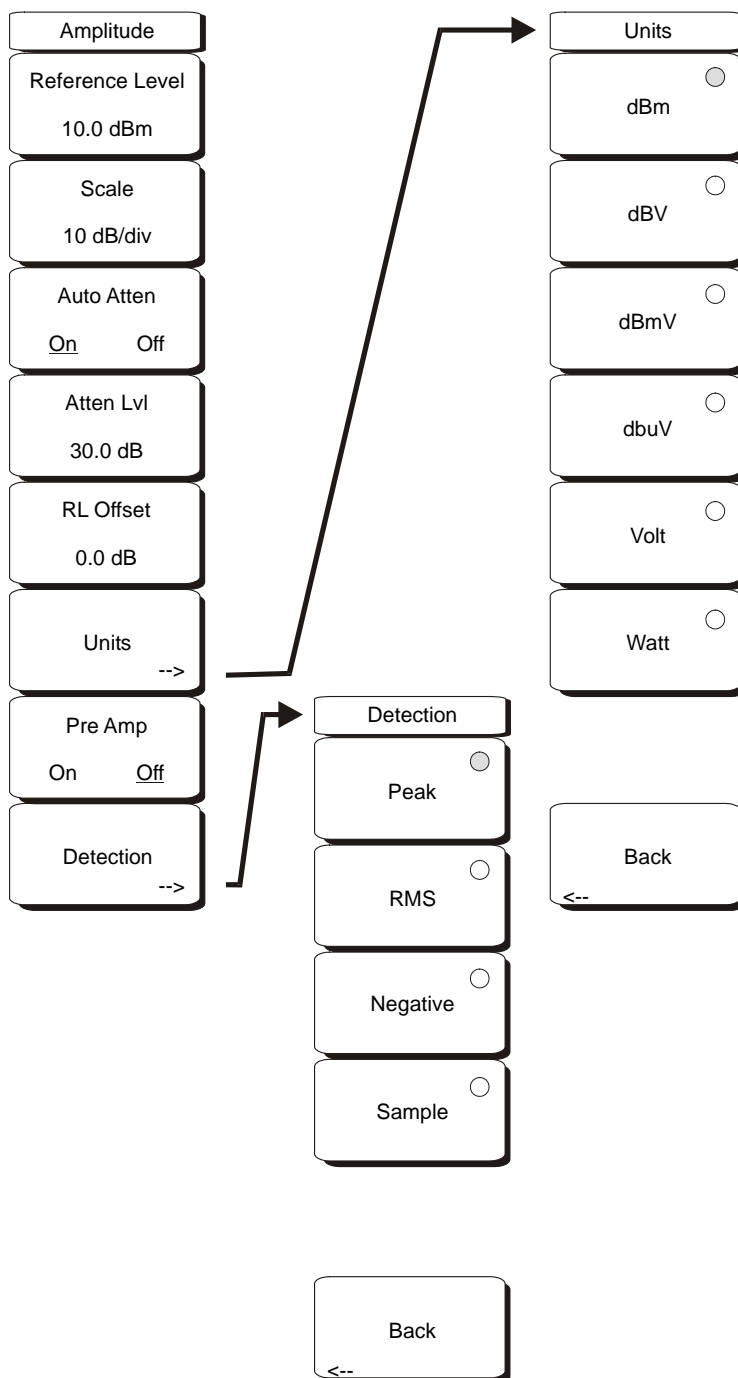 Amplitude
Reference Level
10.0 dBm
Scale
10 dB/div
Auto Atten
On Off
Atten Lvl
30.0 dB
RL Offset
0.0 dB
Units
-->
Pre Amp
On Off
Detection
-->
Detection
Peak
RMS
Negative
Sample
Back
<--
Units
dBm
dBV
dBmV
dbuV
Volt
Watt
Back
<--